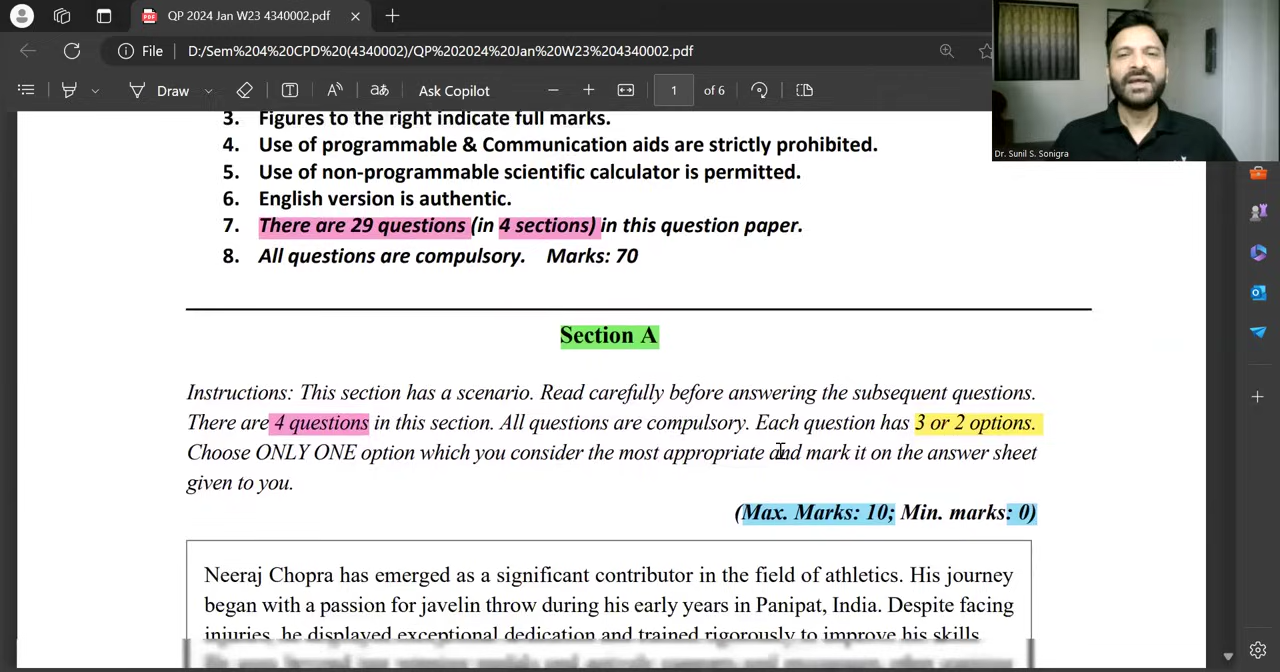 QP 2024 Jan W23 4340002.pdf
File D:/Sem%204%20CPD%20(4340002)/QP%202024%20Jan%20W23%204340002.pdf
Draw Ask Copilot 1 of 6
Dr. Sunil S. Sonigra
3. Figures to the right indicate full marks.
4. Use of programmable & Communication aids are strictly prohibited.
5. Use of non-programmable scientific calculator is permitted.
6. English version is authentic.
7. There are 29 questions (in 4 sections) in this question paper.
8. All questions are compulsory. Marks: 70
Section A
Instructions: This section has a scenario. Read carefully before answering the subsequent questions.
There are 4 questions in this section. All questions are compulsory. Each question has 3 or 2 options.
Choose ONLY ONE option which you consider the most appropriate and mark it on the answer sheet
given to you.
(Max. Marks: 10; Min. marks: 0)
Neeraj Chopra has emerged as a significant contributor in the field of athletics. His journey
began with a passion for javelin throw during his early years in Panipat, India. Despite facing
injuries, he displayed exceptional dedication and trained rigorously to improve his skills.